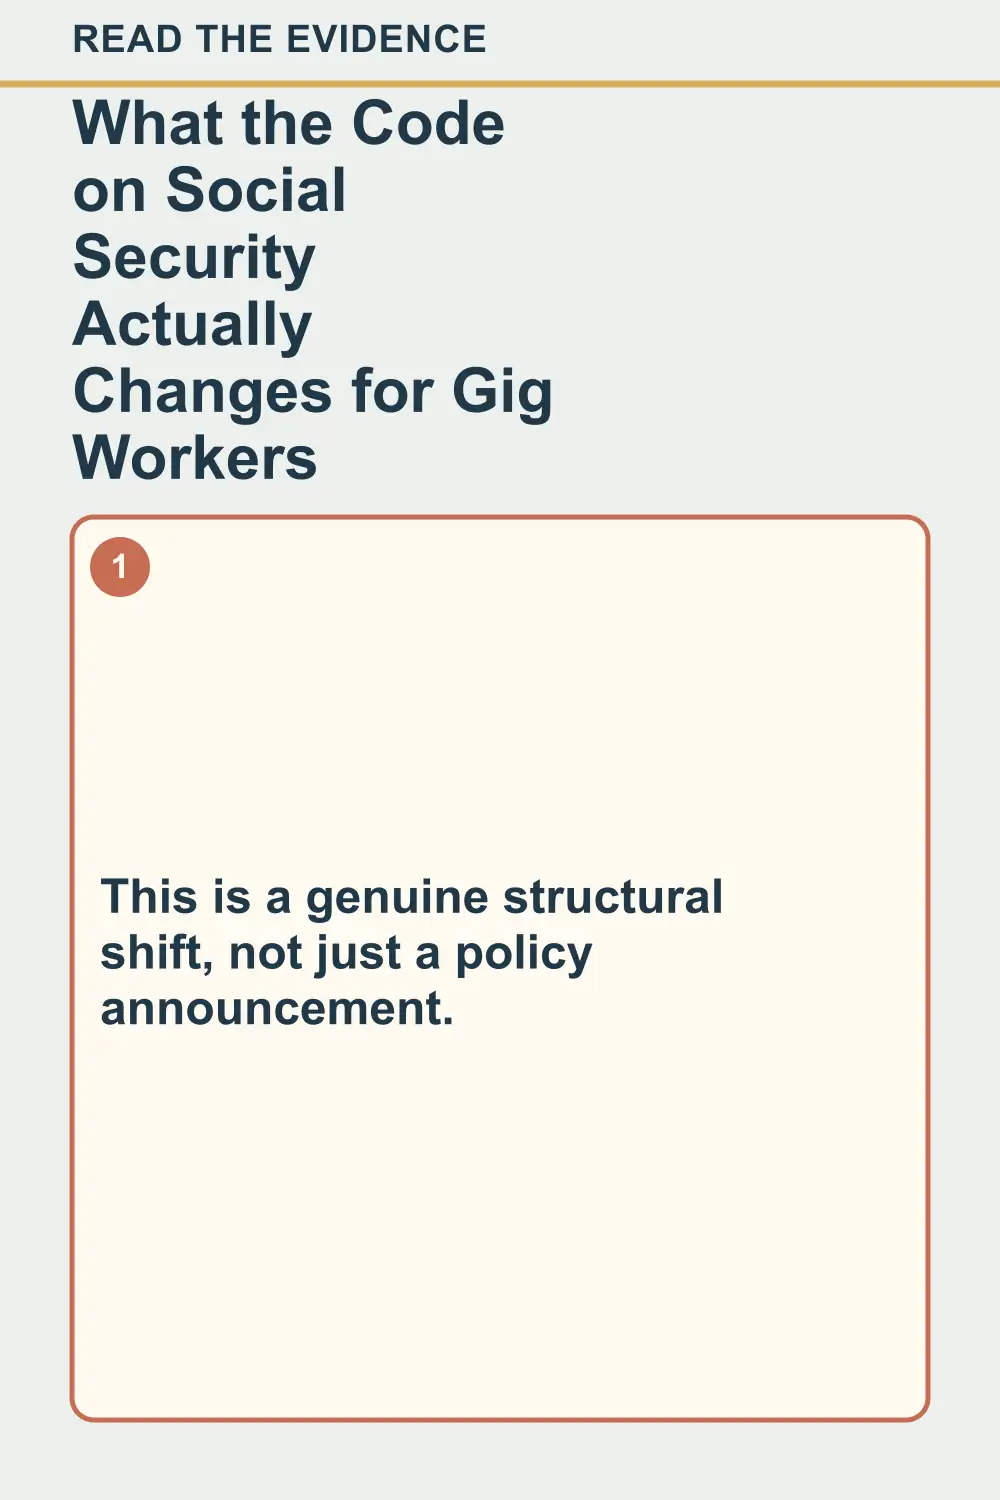 READ THE EVIDENCE
What the Code
on Social
Security
Actually
Changes for Gig
Workers
1
This is a genuine structural
shift, not just a policy
announcement.